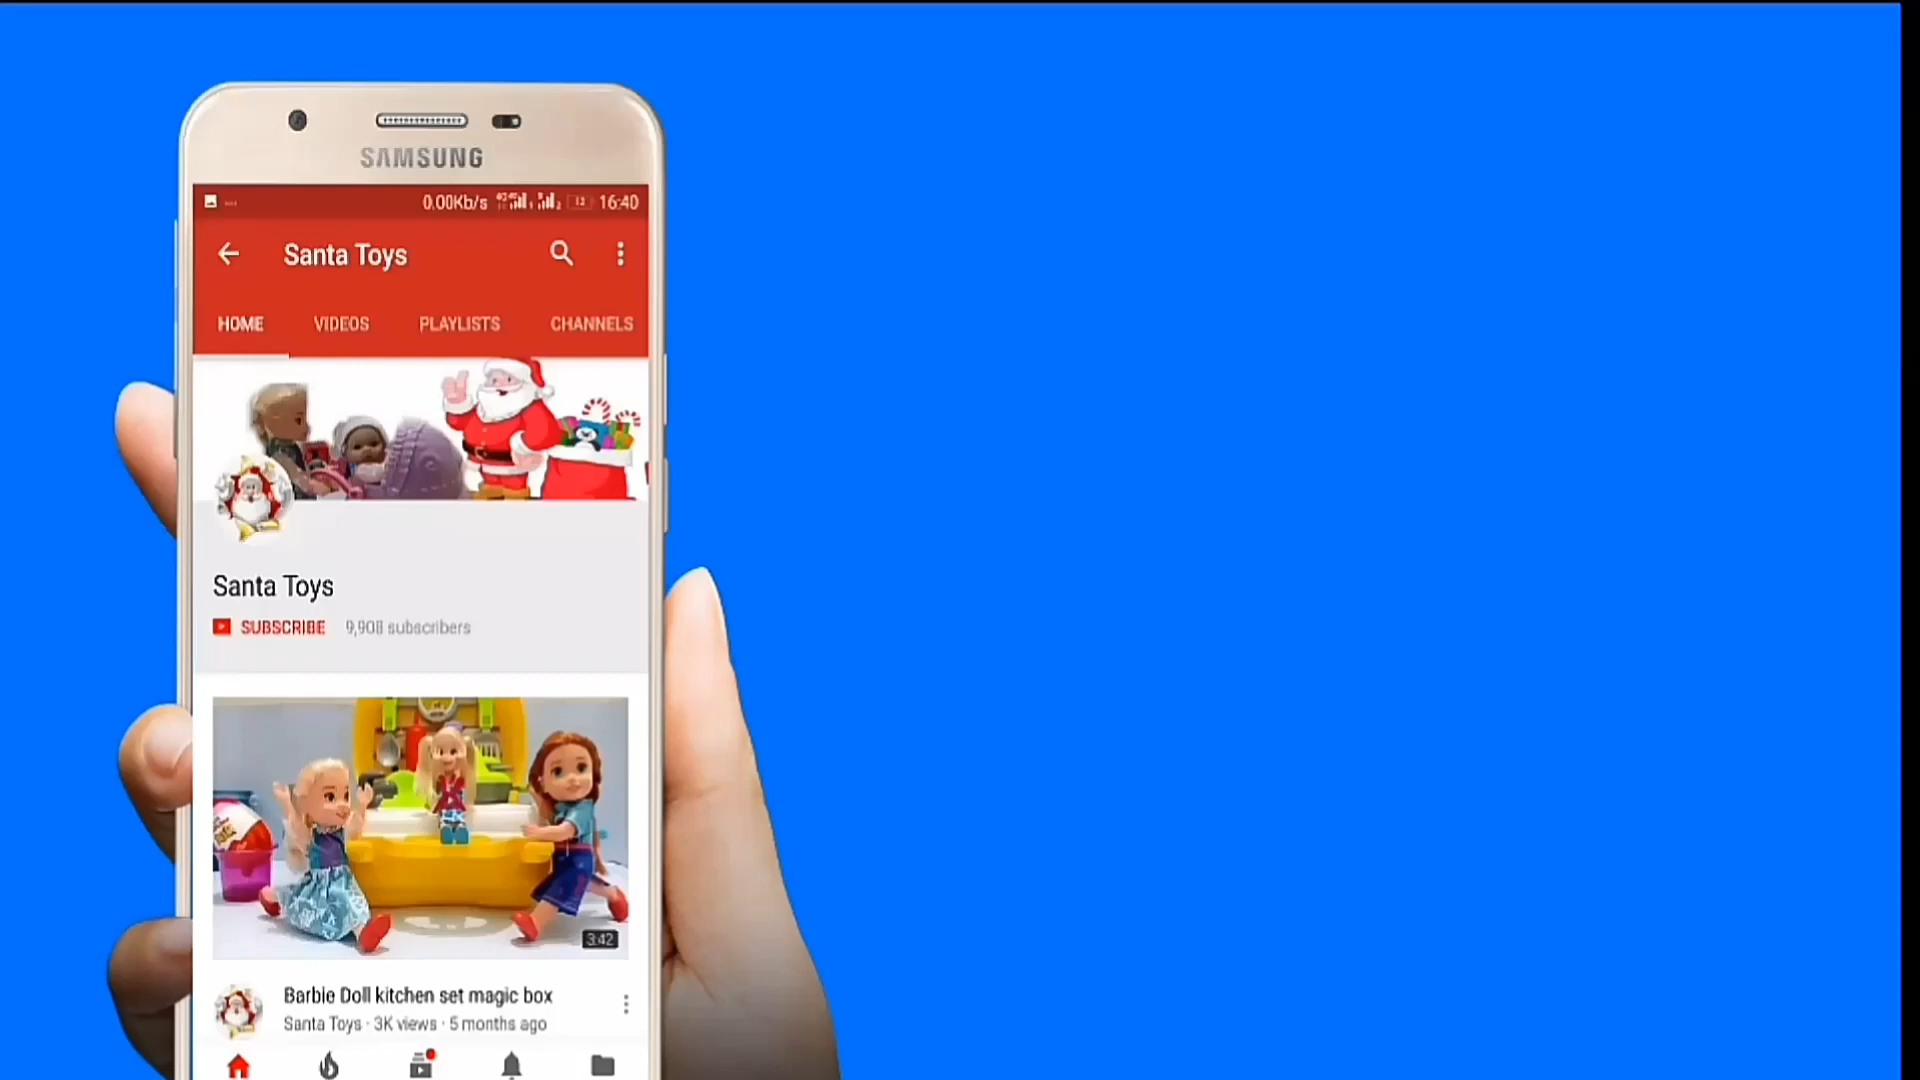 SAMSUNG
0.00Kb/s 12 16:40
Santa Toys
HOME VIDEOS PLAYLISTS CHANNELS
Santa Toys
SUBSCRIBE 9,908 subscribers
3:42
Barbie Doll kitchen set magic box
Santa Toys · 3K views · 5 months ago